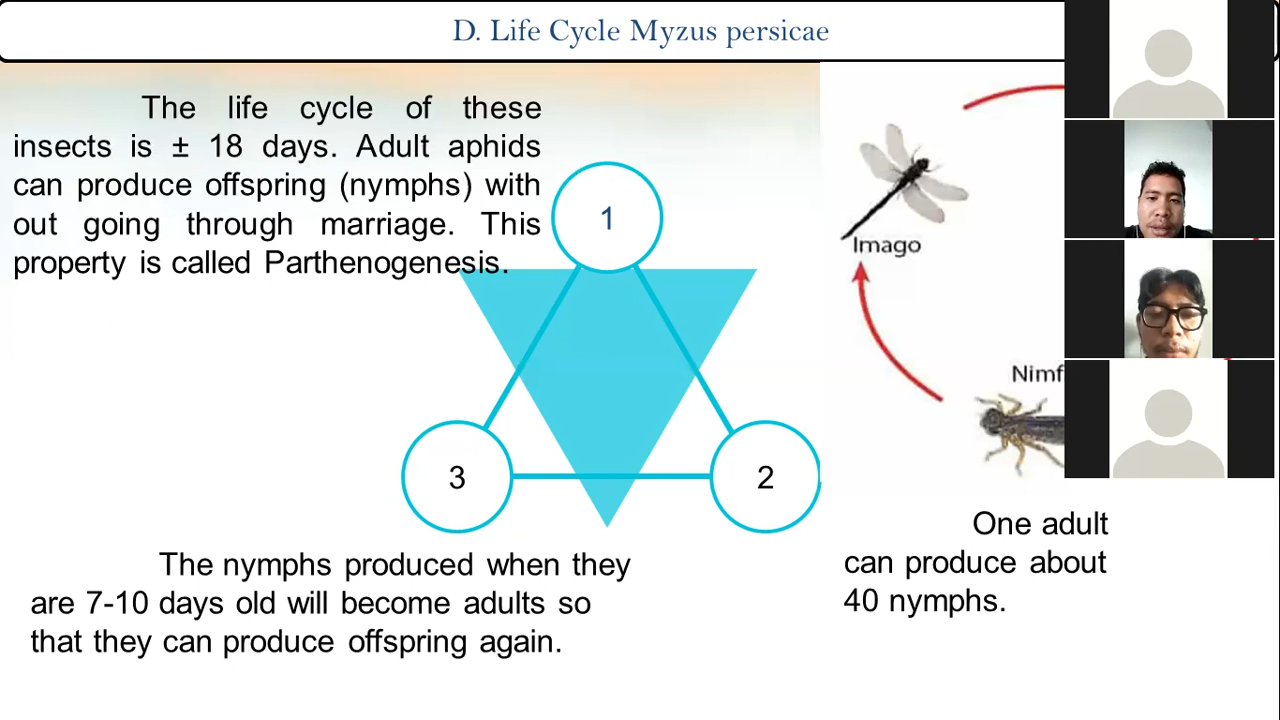 D. Life Cycle Myzus persicae
The life cycle of these
insects is ± 18 days. Adult aphids
can produce offspring (nymphs) with
out going through marriage. This
property is called Parthenogenesis.
1
3
2
Imago
Nimf
The nymphs produced when they
are 7-10 days old will become adults so
that they can produce offspring again.
One adult
can produce about
40 nymphs.